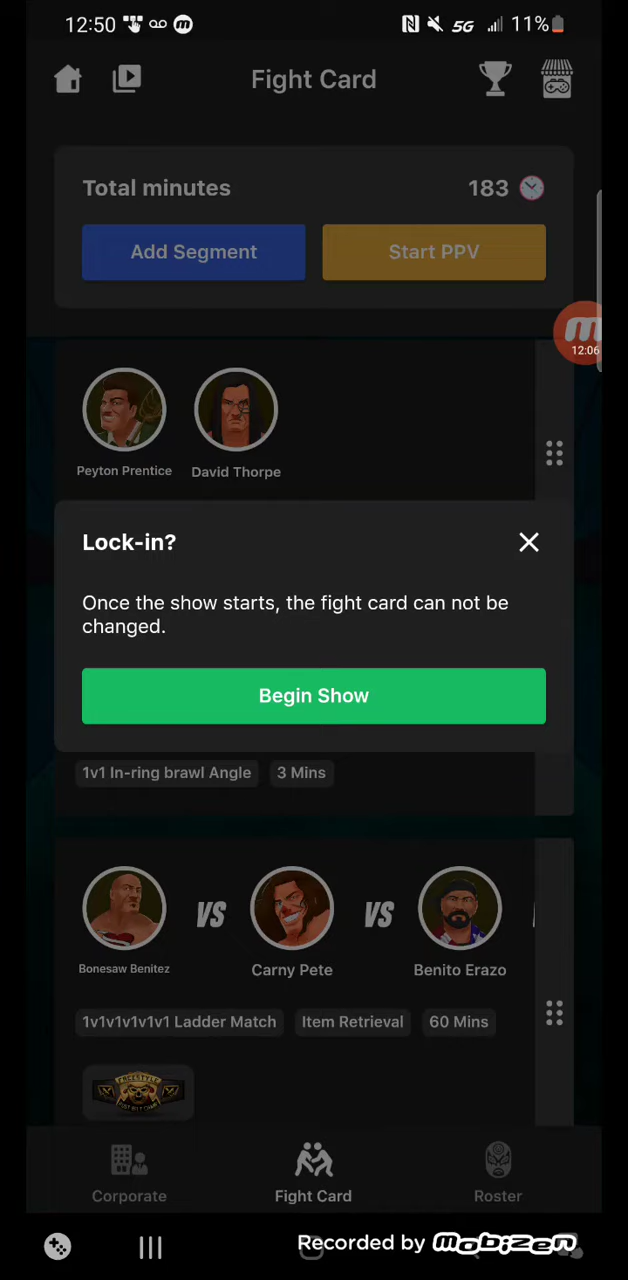 12:50
5G
11%
Fight Card
Total minutes
183
Add Segment
Start PPV
12:06
Peyton Prentice
David Thorpe
Lock-in?
Once the show starts, the fight card can not be
changed.
Begin Show
1v1 In-ring brawl Angle
3 Mins
VS
VS
Bonesaw Benitez
Carny Pete
Benito Erazo
1v1v1v1v1v1 Ladder Match
Item Retrieval
60 Mins
FREESTYLE
Corporate
Fight Card
Roster
Recorded by mobizen